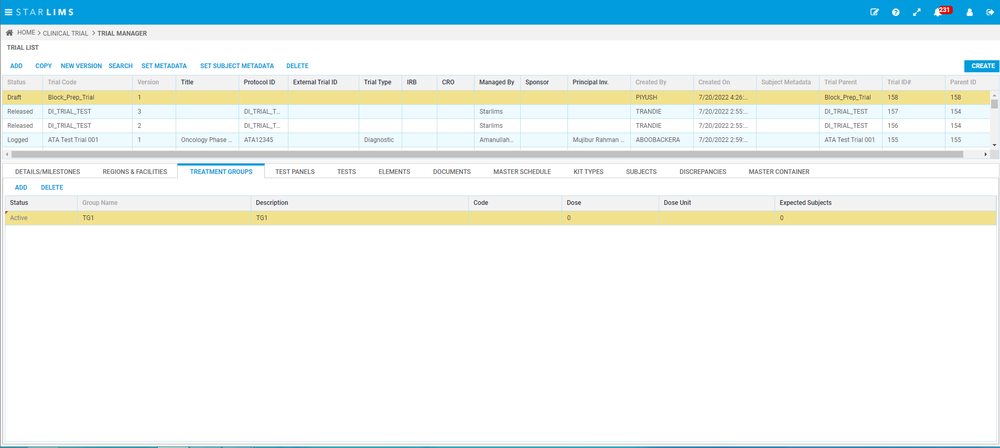 STARLIMS
231
HOME > CLINICAL TRIAL > TRIAL MANAGER
TRIAL LIST
ADD COPY NEW VERSION SEARCH SET METADATA SET SUBJECT METADATA DELETE CREATE
Status Trial Code Version Title Protocol ID External Trial ID Trial Type IRB CRO Managed By Sponsor Principal Inv. Created By Created On Subject Metadata Trial Parent Trial ID# Parent ID
Draft Block_Prep_Trial 1 PIYUSH 7/20/2022 4:26:... Block_Prep_Trial 158 158
Released DI_TRIAL_TEST 3 DI_TRIAL_T... Starlims TRANDIE 7/20/2022 2:55:... DI_TRIAL_TEST 157 154
Released DI_TRIAL_TEST 2 DI_TRIAL_T... Starlims TRANDIE 7/20/2022 2:55:... DI_TRIAL_TEST 156 154
Logged ATA Test Trial 001 1 Oncology Phase ... ATA12345 Diagnostic Amanullah... Mujibur Rahman ... ABOOBACKERA 7/20/2022 2:59:... ATA Test Trial 001 155 155
DETAILS/MILESTONES REGIONS & FACILITIES TREATMENT GROUPS TEST PANELS TESTS ELEMENTS DOCUMENTS MASTER SCHEDULE KIT TYPES SUBJECTS DISCREPANCIES MASTER CONTAINER
ADD DELETE
Status Group Name Description Code Dose Dose Unit Expected Subjects
Active TG1 TG1 0 0